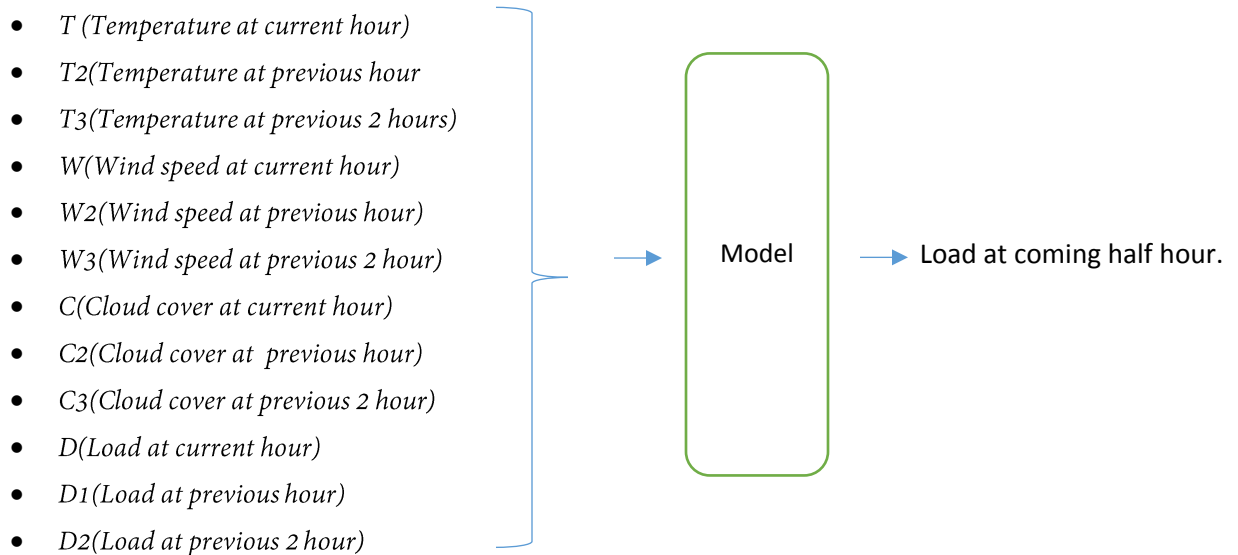 • T (Temperature at current hour)
• T2(Temperature at previous hour
• T3(Temperature at previous 2 hours)
• W(Wind speed at current hour)
• W2(Wind speed at previous hour)
• W3(Wind speed at previous 2 hour)
• C(Cloud cover at current hour)
• C2(Cloud cover at previous hour)
• C3(Cloud cover at previous 2 hour)
• D(Load at current hour)
• D1(Load at previous hour)
• D2(Load at previous 2 hour)
Model
Load at coming half hour.